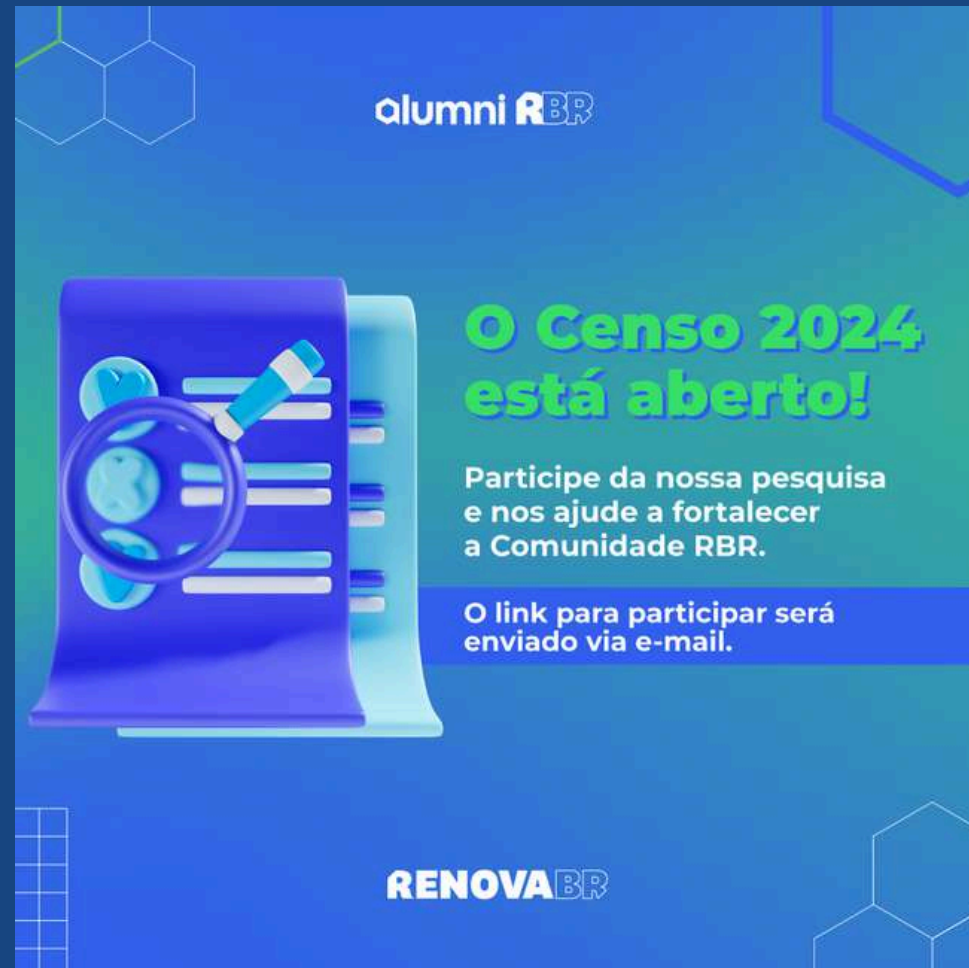 alumni RBR
O Censo 2024
está aberto!
Participe da nossa pesquisa
e nos ajude a fortalecer
a Comunidade RBR.
O link para participar será
enviado via e-mail.
RENOVABR